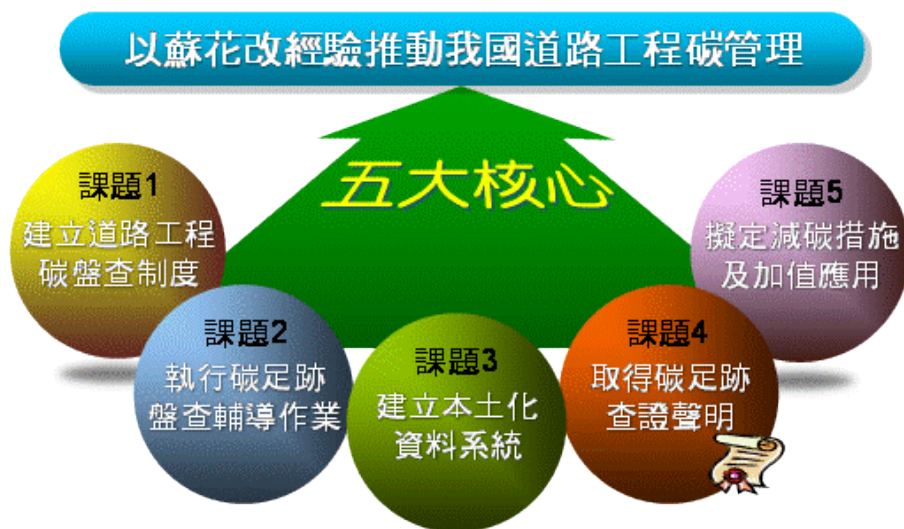 以蘇花改經驗推動我國道路工程碳管理
五大核心
課題1
建立道路工程
碳盤查制度
課題2
執行碳足跡
盤查輔導作業
課題3
建立本土化
資料系統
課題4
取得碳足跡
查證聲明
課題5
擬定減碳措施
及加值應用